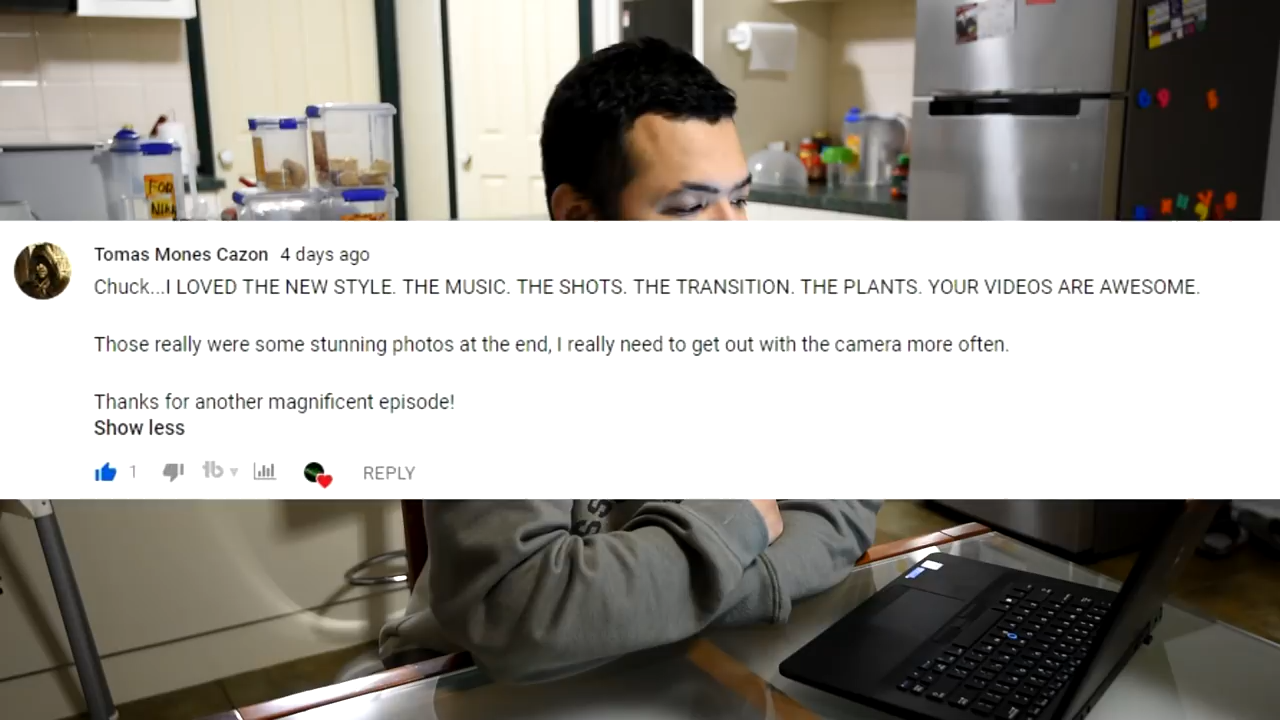 FOR
Tomas Mones Cazon 4 days ago
Chuck...I LOVED THE NEW STYLE. THE MUSIC. THE SHOTS. THE TRANSITION. THE PLANTS. YOUR VIDEOS ARE AWESOME.
Those really were some stunning photos at the end, I really need to get out with the camera more often.
Thanks for another magnificent episode!
Show less
1 REPLY